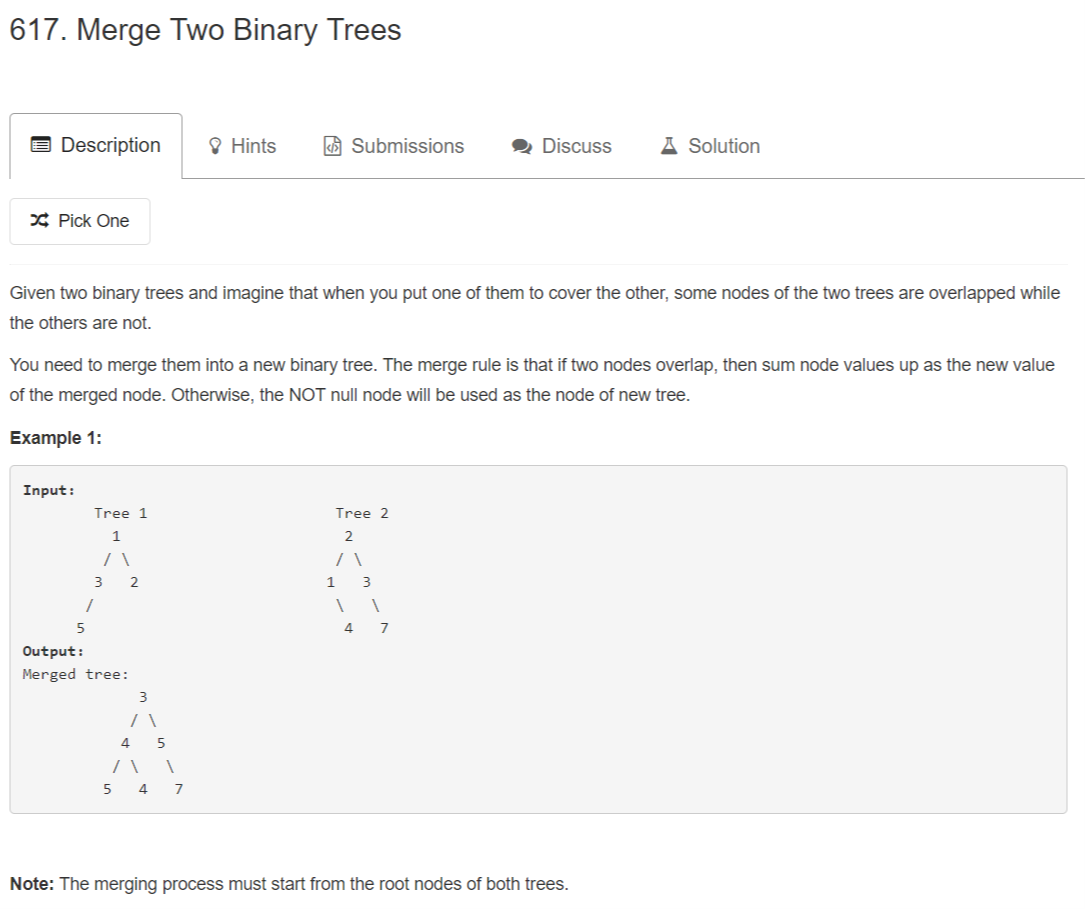 617. Merge Two Binary Trees
Description Hints Submissions Discuss Solution
Pick One
Given two binary trees and imagine that when you put one of them to cover the other, some nodes of the two trees are overlapped while
the others are not.
You need to merge them into a new binary tree. The merge rule is that if two nodes overlap, then sum node values up as the new value
of the merged node. Otherwise, the NOT null node will be used as the node of new tree.
Example 1:
Input:
        Tree 1                     Tree 2
          1                         2
         / \                       / \
        3   2                     1   3
       /                           \   \
      5                             4   7
Output:
Merged tree:
             3
            / \
           4   5
          / \   \
         5   4   7
Note: The merging process must start from the root nodes of both trees.